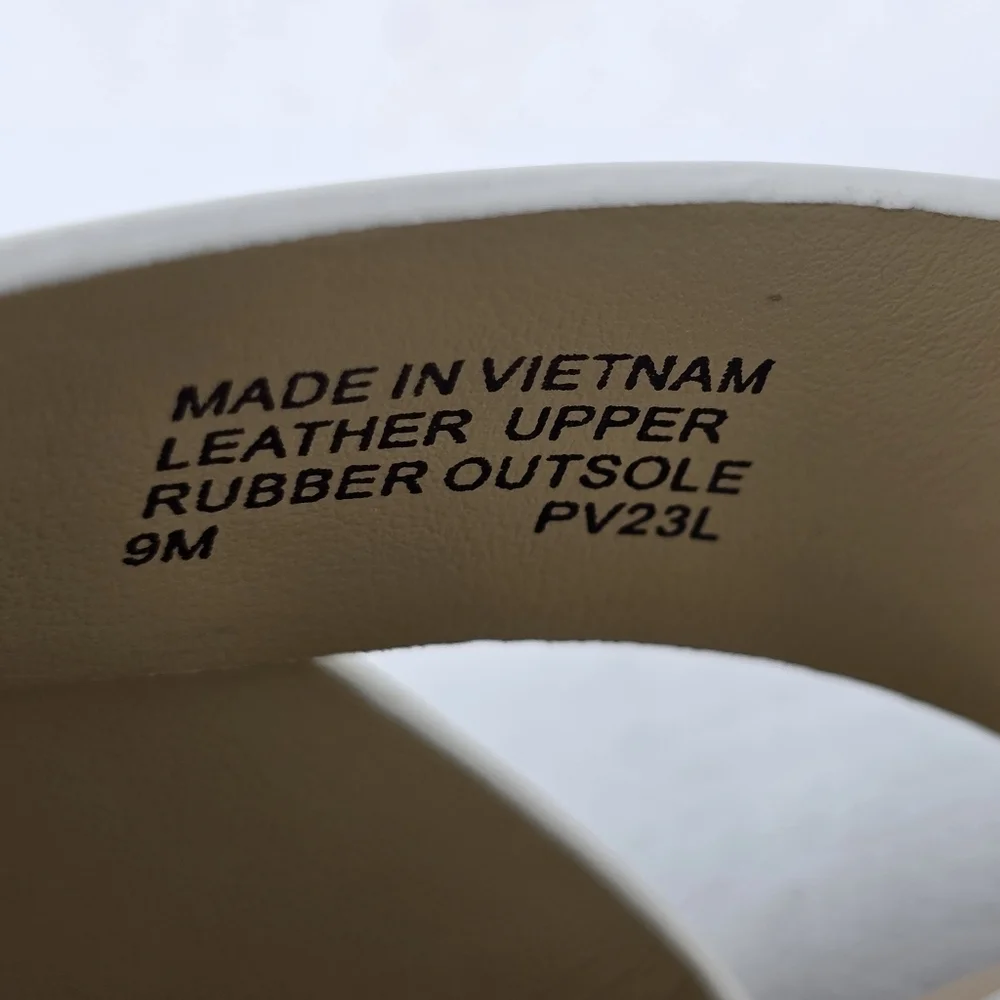 MADE IN VIETNAM
LEATHER UPPER
RUBBER OUTSOLE
9M PV23L